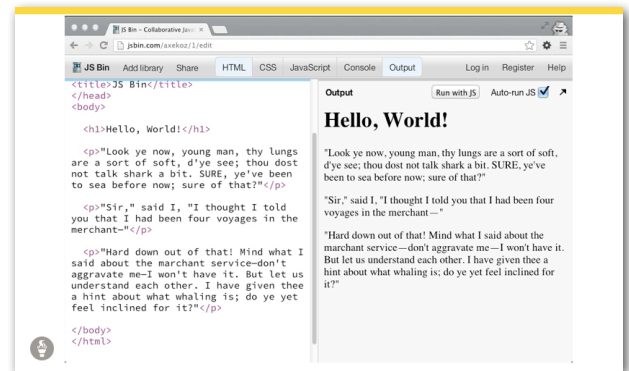 JS Bin - Collaborative Java
jsbin.com/axekoz/1/edit
JS Bin Add library Share HTML CSS JavaScript Console Output Log in Register Help
<title>JS Bin</title>
</head>
<body>
<h1>Hello, World!</h1>
<p>"Look ye now, young man, thy lungs
are a sort of soft, d'ye see; thou dost
not talk shark a bit. SURE, ye've been
to sea before now; sure of that?"</p>
<p>"Sir," said I, "I thought I told
you that I had been four voyages in the
merchant—"</p>
<p>"Hard down out of that! Mind what I
said about the marchant service—don't
aggravate me—I won't have it. But let us
understand each other. I have given thee
a hint about what whaling is; do ye yet
feel inclined for it?"</p>
</body>
</html>
Output Run with JS Auto-run JS
Hello, World!
"Look ye now, young man, thy lungs are a sort of soft,
d'ye see; thou dost not talk shark a bit. SURE, ye've
been to sea before now; sure of that?"
"Sir," said I, "I thought I told you that I had been four
voyages in the merchant—"
"Hard down out of that! Mind what I said about the
marchant service—don't aggravate me—I won't have it.
But let us understand each other. I have given thee a
hint about what whaling is; do ye yet feel inclined for
it?"